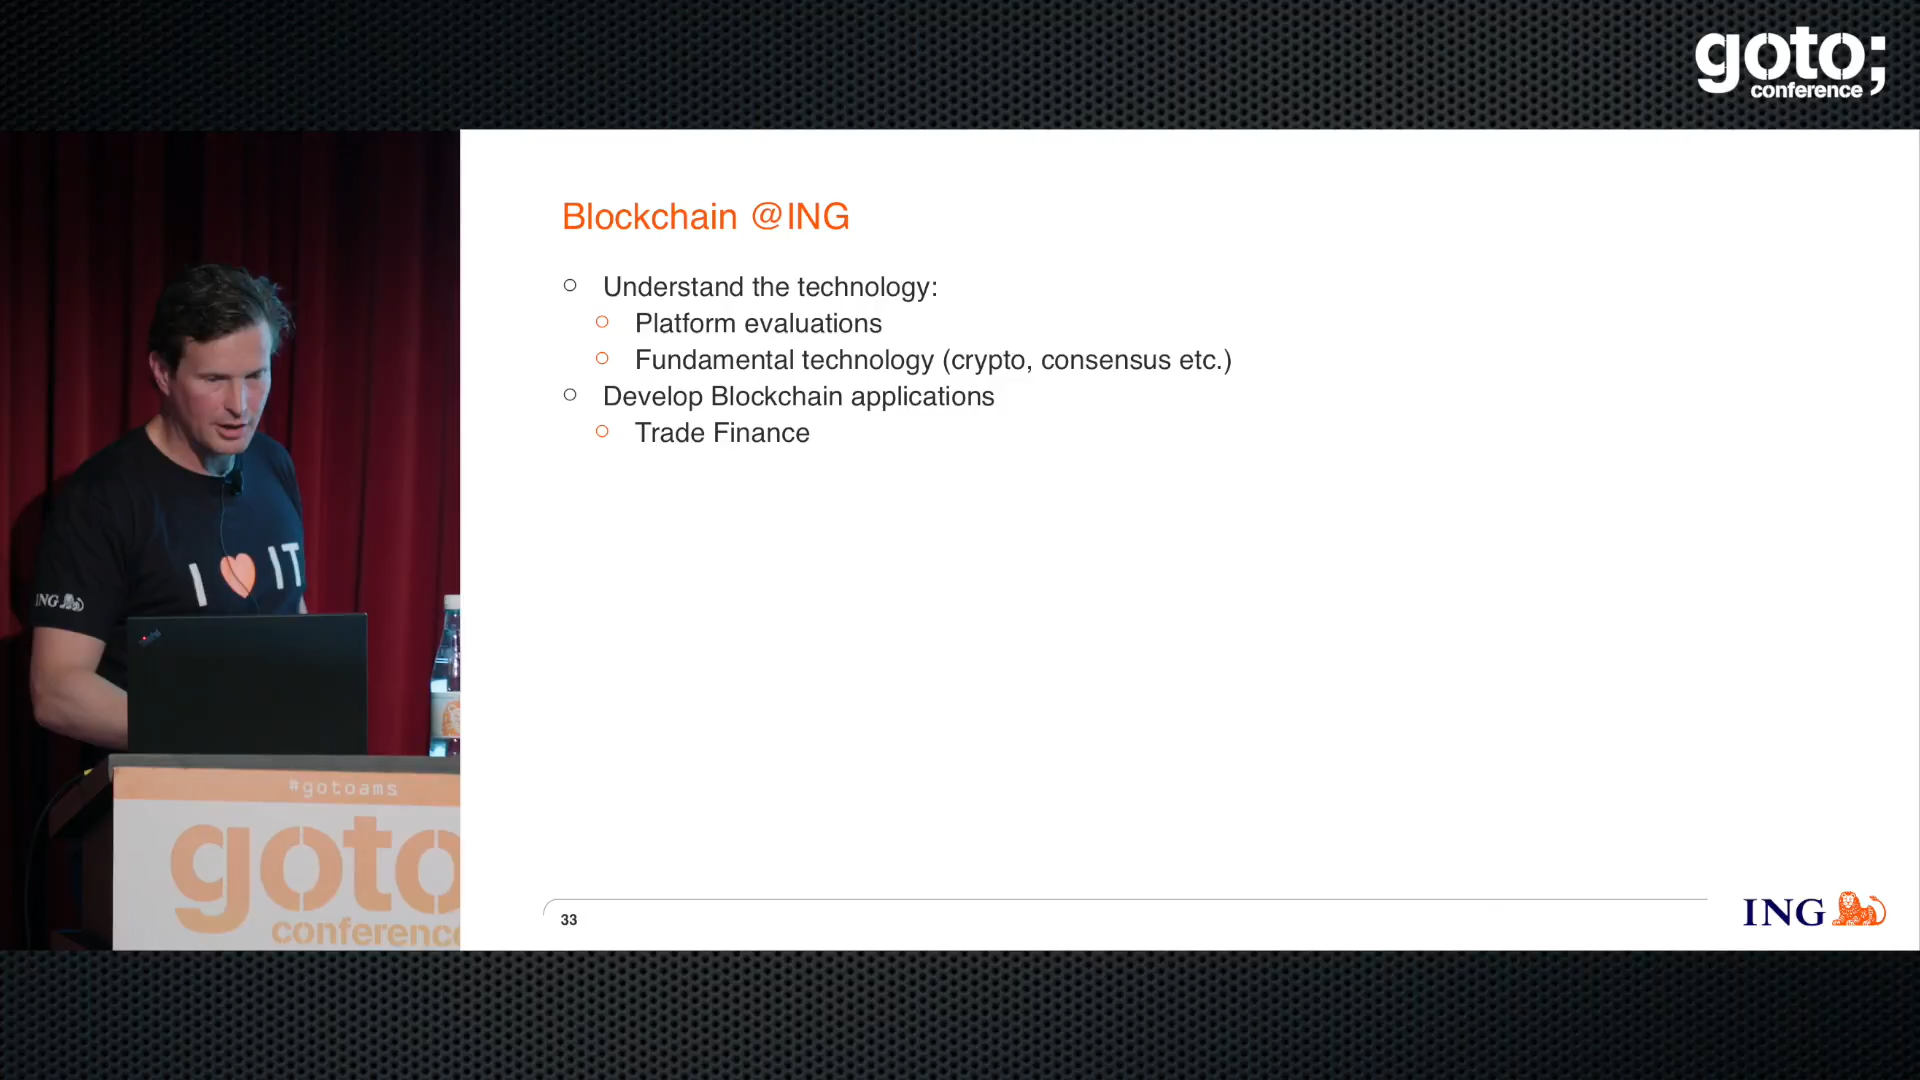 goto;
conference
Blockchain @ING
Understand the technology:
Platform evaluations
Fundamental technology (crypto, consensus etc.)
Develop Blockchain applications
Trade Finance
I IT
ING
#gotoams
goto
conference
33
ING